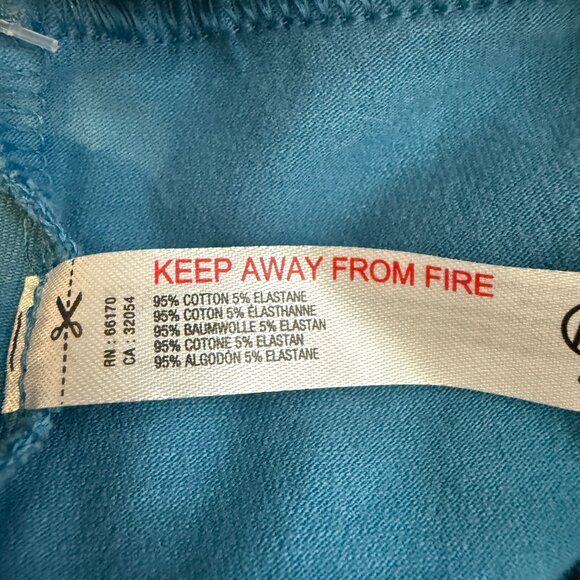 KEEP AWAY FROM FIRE
95% COTTON 5% ELASTANE
95% COTON 5% ÉLASTHANNE
95% BAUMWOLLE 5% ELASTAN
95% COTONE 5% ELASTAN
95% ALGODÓN 5% ELASTANE
RN : 66170
CA : 32054